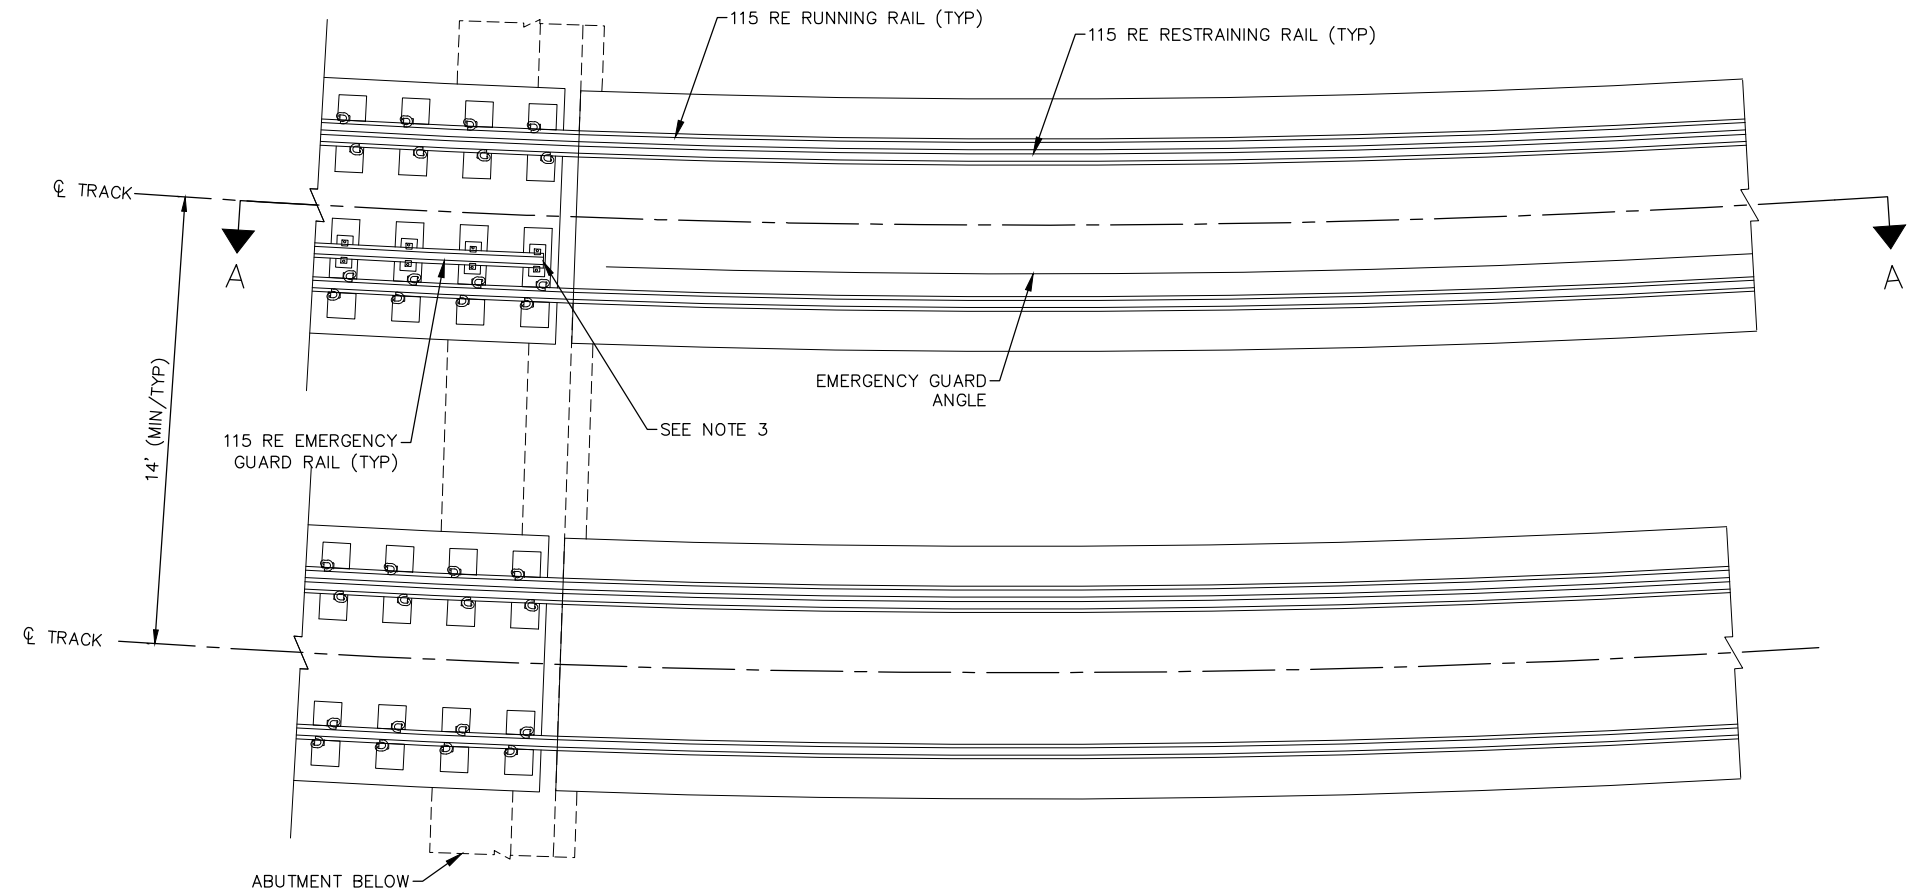 115 RE RUNNING RAIL (TYP)
115 RE RESTRAINING RAIL (TYP)
℄ TRACK
A
A
14' (MIN/TYP)
EMERGENCY GUARD
ANGLE
SEE NOTE 3
115 RE EMERGENCY
GUARD RAIL (TYP)
℄ TRACK
ABUTMENT BELOW